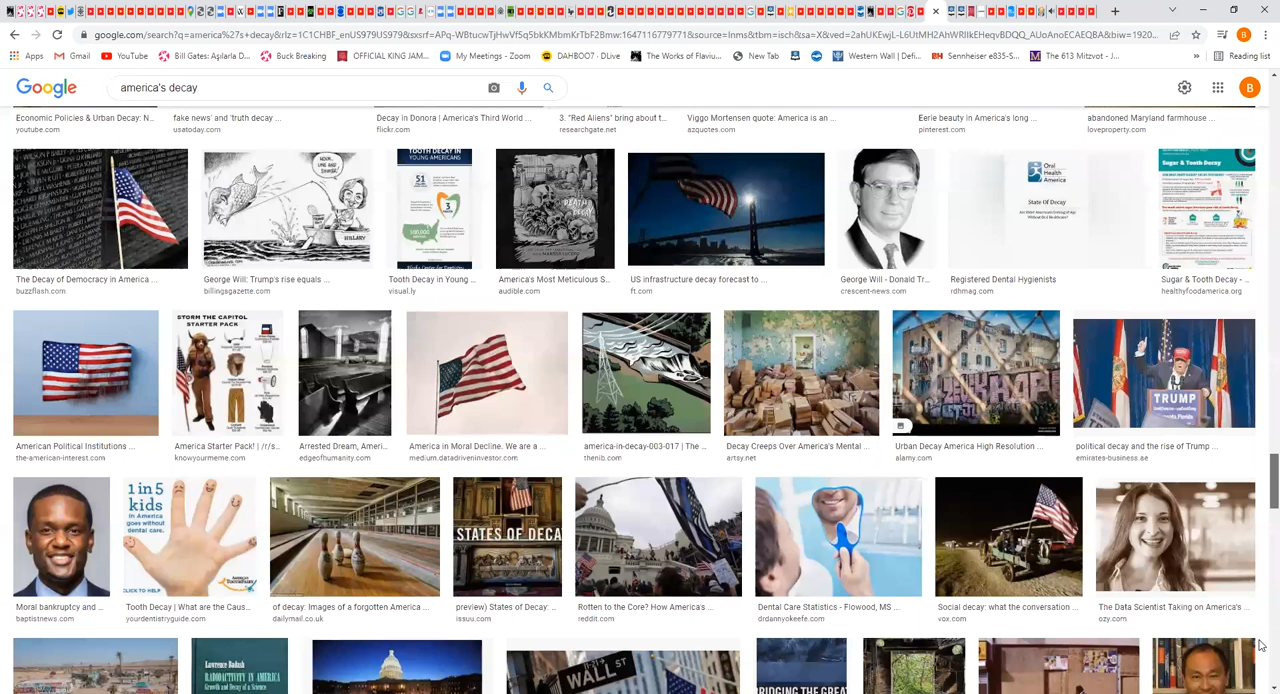 google.com/search?q=america%27s+decay&rlz=1C1CHBF_enUS979US979&sxsrf=APq-WBtucwTjHwVf5q5bkKMbmKrTbF2Bmw:1647116779771&source=lnms&tbm=isch&sa=X&ved=2ahUKEwjL-L6UtMH2AhWRlIkEHeqvBDQQ_AUoAnoECAEQBA&biw=1920...
B
Apps
Gmail
YouTube
Bill Gates: Aşılarla D...
Buck Breaking
OFFICIAL KING JAM...
My Meetings - Zoom
DAHBOO7 • DLive
The Works of Flaviu...
New Tab
Western Wall | Defi...
Sennheiser e835-S...
The 613 Mitzvot - J...
»
Reading list
Google
america's decay
B
Economic Policies & Urban Decay: N...
fake news' and 'truth decay ...
Decay in Donora | America's Third World ...
3. "Red Aliens" bring about t...
Viggo Mortensen quote: America is an ...
Eerie beauty in America's long ...
abandoned Maryland farmhouse ...
youtube.com
usatoday.com
flickr.com
researchgate.net
azquotes.com
pinterest.com
loveproperty.com
HILLARY
TOOTH DECAY IN
YOUNG AMERICANS
51
3
DEATH
DECAY
Oral
Health
America
State Of Decay
Sugar & Tooth Decay
The Decay of Democracy in America ...
George Will: Trump's rise equals ...
Tooth Decay in Young ...
America's Most Meticulous S...
US infrastructure decay forecast to ...
George Will - Donald Tr...
Registered Dental Hygienists
Sugar & Tooth Decay - ...
buzzflash.com
billingsgazette.com
visual.ly
audible.com
ft.com
crescent-news.com
rdhmag.com
healthyfoodamerica.org
STORM THE CAPITOL
STARTER PACK
TRUMP
American Political Institutions ...
America Starter Pack! | /r/s...
Arrested Dream, Ameri...
America in Moral Decline. We are a ...
america-in-decay-003-017 | The ...
Decay Creeps Over America's Mental ...
Urban Decay America High Resolution ...
political decay and the rise of Trump ...
the-american-interest.com
knowyourmeme.com
edgeofhumanity.com
medium.datadriveninvestor.com
thenib.com
artsy.net
alamy.com
emirates-business.ae
1 in 5
kids
in America
goes without
dental care.
CLICK TO HELP
STATES OF DECA
Moral bankruptcy and ...
Tooth Decay | What are the Caus...
of decay: Images of a forgotten America ...
preview) States of Decay: ...
Rotten to the Core? How America's ...
Dental Care Statistics - Flowood, MS ...
Social decay: what the conversation ...
The Data Scientist Taking on America's ...
baptistnews.com
yourdentistryguide.com
dailymail.co.uk
issuu.com
reddit.com
drdannyokeefe.com
vox.com
ozy.com
Lawrence Badash
RADIOACTIVITY IN AMERICA
Growth and Decay of a Science
WALL ST
BRIDGING THE GREAT